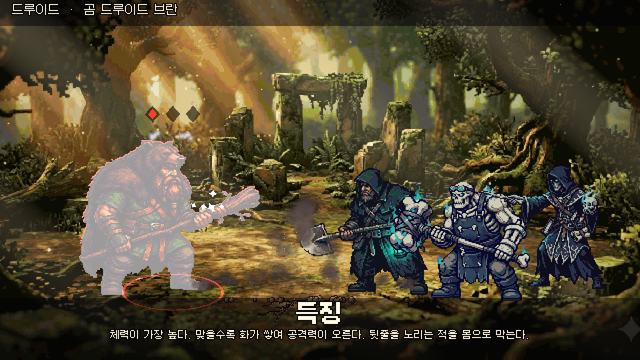 드루이드 · 곰 드루이드 브란
특징
체력이 가장 높다. 맞을수록 화가 쌓여 공격력이 오른다. 뒷줄을 노리는 적을 몸으로 막는다.